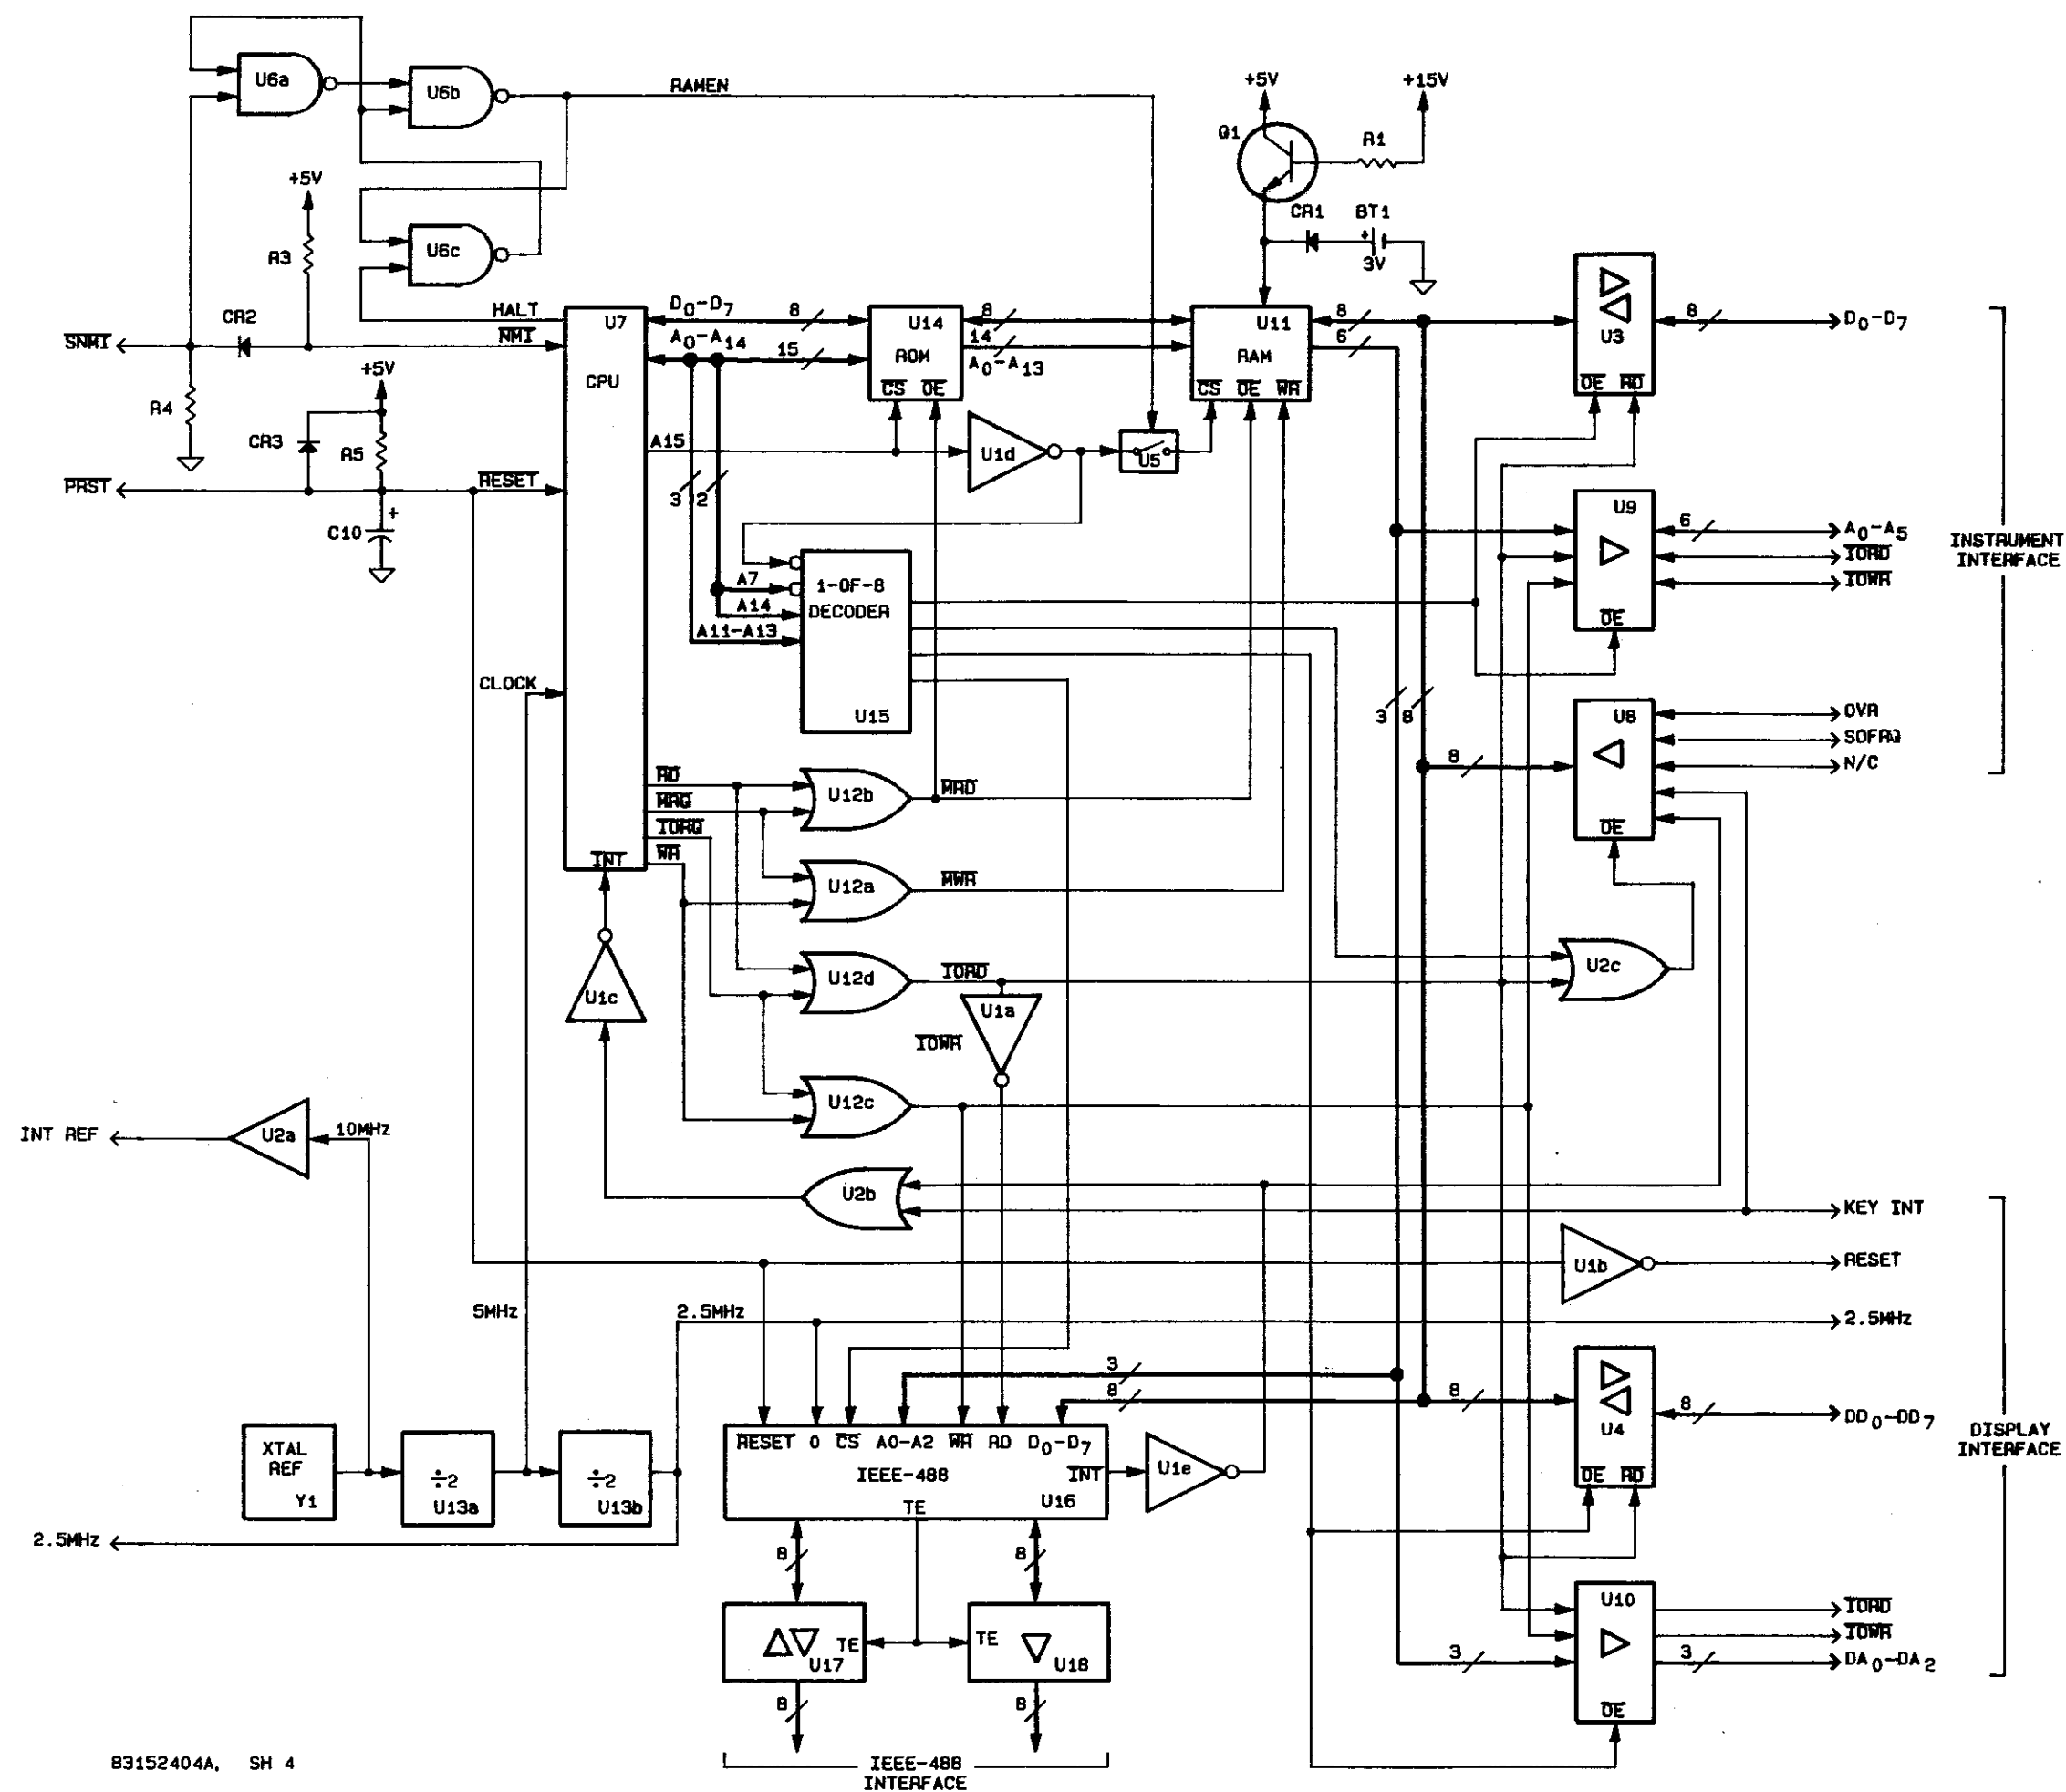 U6a
U6b
RAMEN
+5V
+15V
Q1
R1
+5V
U6c
R3
CR1
BT1
+
3V
HALT
CR2
SNMI
NMI
U7
CPU
D0-D7
8
A0-A14
15
U14
ROM
CS OE
8
14
A0-A13
U11
RAM
CS OE WR
8
6
U3
OE RD
8
D0-D7
R4
+5V
CR3
R5
A15
U1d
U5
PRST
RESET
3
2
C10
+
U9
OE
6
A0-A5
IORD
IOWR
INSTRUMENT
INTERFACE
A7
A14
A11-A13
1-OF-8
DECODER
U15
CLOCK
3
8
U8
OE
8
OVR
SOFRQ
N/C
RD
MRQ
IORQ
WR
INT
U12b
MRD
U12a
MWR
U12d
IORD
U1a
IOWR
U2c
U1c
U12c
INT REF
U2a
10MHz
U2b
KEY INT
U1b
RESET
5MHz
2.5MHz
2.5MHz
3
8
8
U4
OE RD
8
DD0-DD7
DISPLAY
INTERFACE
XTAL
REF
Y1
÷2
U13a
÷2
U13b
RESET 0 CS A0-A2 WR RD D0-D7
IEEE-488
INT
TE
U16
U1e
2.5MHz
8
8
TE
U17
TE
U18
U10
OE
3
IORD
IOWR
3
DA0-DA2
8
8
83152404A, SH 4
IEEE-488
INTERFACE